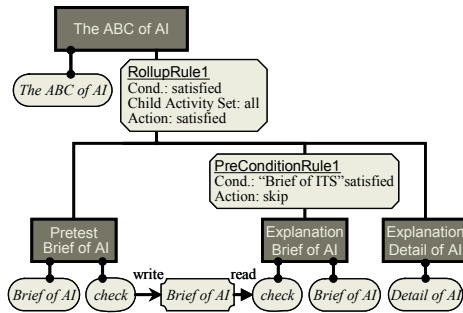 The ABC of AI
The ABC of AI
RollupRule1
Cond.: satisfied
Child Activity Set: all
Action: satisfied
PreConditionRule1
Cond.: “Brief of ITS”satisfied
Action: skip
Pretest
Brief of AI
Explanation
Brief of AI
Explanation
Detail of AI
write
read
Brief of AI
check
Brief of AI
check
Brief of AI
Detail of AI